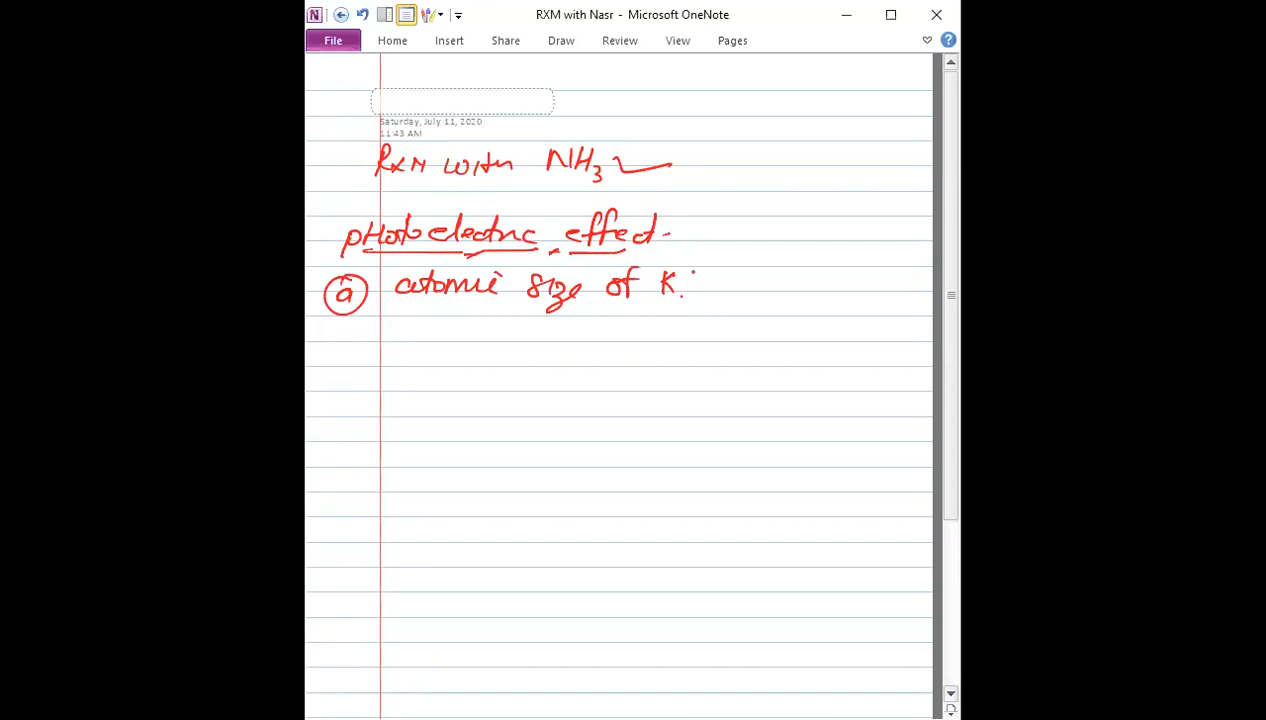 RXM with Nasr - Microsoft OneNote
File Home Insert Share Draw Review View Pages
Saturday, July 11, 2020
11:43 AM
RXN with NH3
pHotoelectric effect.
a atomic size of K.